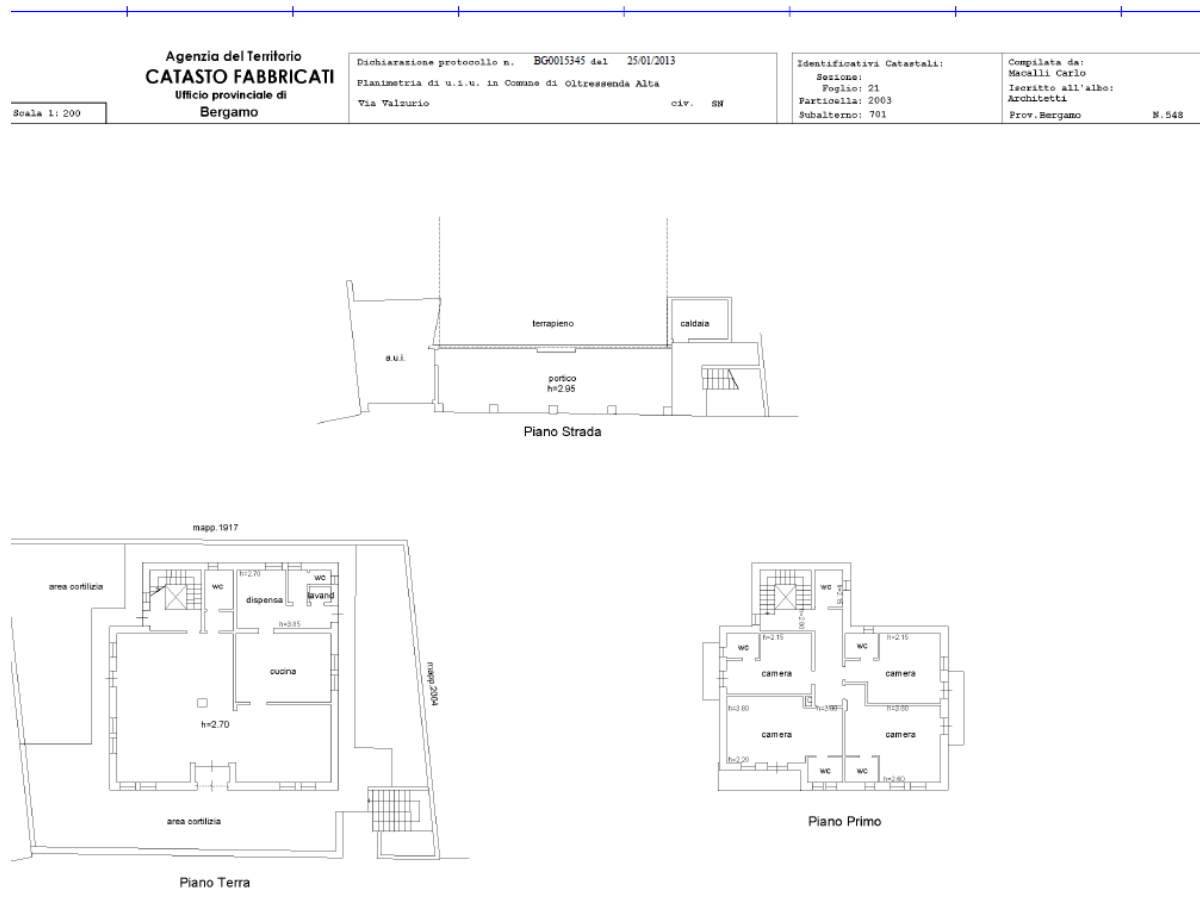 Agenzia del Territorio
CATASTO FABBRICATI
Ufficio provinciale di
Bergamo
Scala 1: 200
Dichiarazione protocollo n. BG0015345 del 25/01/2013
Planimetria di u.i.u. in Comune di Oltressenda Alta
Via Valzurio civ. SN
Identificativi Catastali:
Sezione:
Foglio: 21
Particella: 2003
Subalterno: 701
Compilata da:
Macalli Carlo
Iscritto all'albo:
Architetti
Prov.Bergamo N.548
terrapieno
caldaia
a.u.i.
portico
h=2.95
Piano Strada
mapp.1917
area cortilizia
wc
h=2.70
dispensa
wc
lavand
h=3.85
cucina
mapp.2004
h=2.70
area cortilizia
Piano Terra
wc
h=2.60
wc
h=2.15
wc
h=2.15
camera
camera
h=3.80
h=3.80
h=3.60
camera
camera
h=2.20
wc
wc
h=2.60
Piano Primo